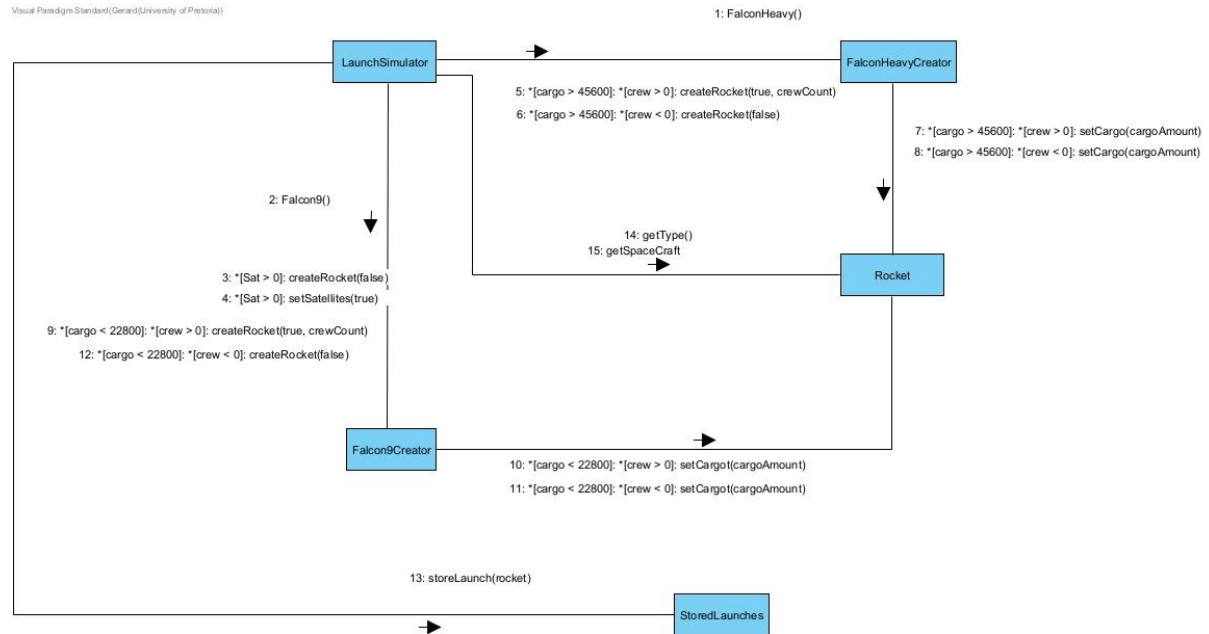 Visual Paradigm Standard(Gerard(University of Pretoria))
1: FalconHeavy()
LaunchSimulator
FalconHeavyCreator
5: *[cargo > 45600]: *[crew > 0]: createRocket(true, crewCount)
6: *[cargo > 45600]: *[crew < 0]: createRocket(false)
7: *[cargo > 45600]: *[crew > 0]: setCargo(cargoAmount)
8: *[cargo > 45600]: *[crew < 0]: setCargo(cargoAmount)
2: Falcon9()
14: getType()
15: getSpaceCraft
Rocket
3: *[Sat > 0]: createRocket(false)
4: *[Sat > 0]: setSatellites(true)
9: *[cargo < 22800]: *[crew > 0]: createRocket(true, crewCount)
12: *[cargo < 22800]: *[crew < 0]: createRocket(false)
Falcon9Creator
10: *[cargo < 22800]: *[crew > 0]: setCargot(cargoAmount)
11: *[cargo < 22800]: *[crew < 0]: setCargot(cargoAmount)
13: storeLaunch(rocket)
StoredLaunches